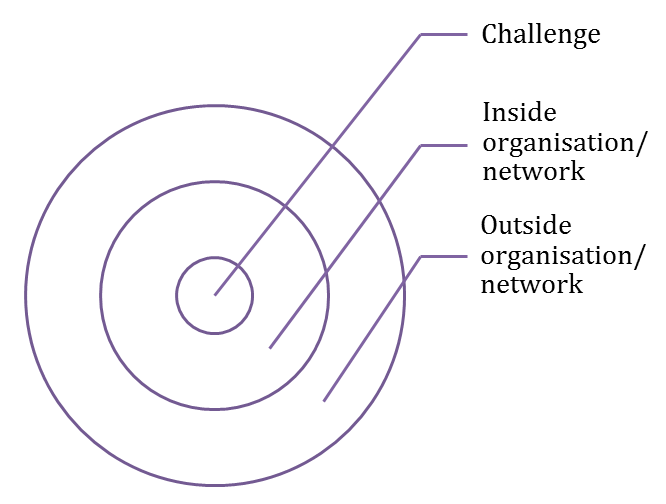 Challenge
Inside
organisation/
network
Outside
organisation/
network